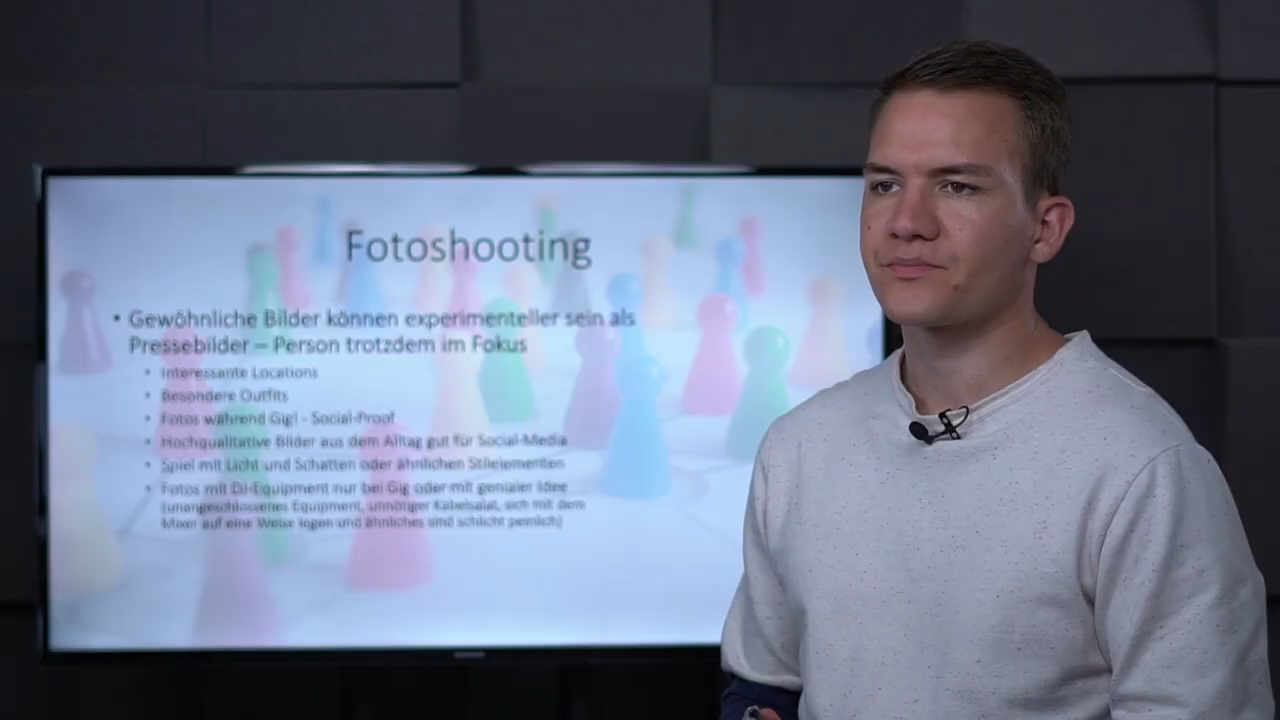 Fotoshooting
• Gewöhnliche Bilder können experimenteller sein als
Pressebilder – Person trotzdem im Fokus
• Interessante Locations
• Besondere Outfits
• Fotos während Gig! - Social-Proof
• Hochqualitative Bilder aus dem Alltag gut für Social-Media
• Spiel mit Licht und Schatten oder ähnlichen Stilelementen
• Fotos mit DJ-Equipment nur bei Gig oder mit genialer Idee
(unangeschlossenes Equipment, unnötiger Kabelsalat, sich mit dem
Mixer auf eine Weise legen und ähnliches sind schlicht peinlich)